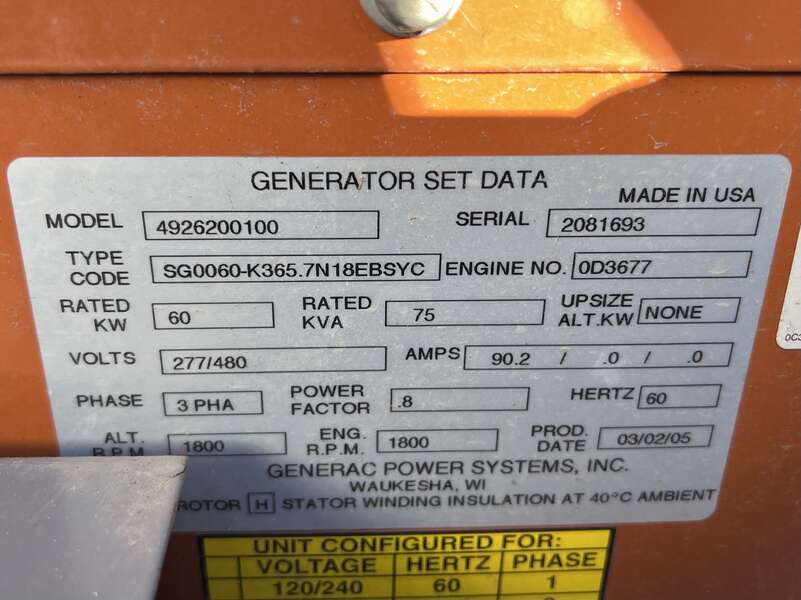 GENERATOR SET DATA
MADE IN USA
MODEL 4926200100 SERIAL 2081693
TYPE CODE SG0060-K365.7N18EBSYC ENGINE NO. 0D3677
RATED KW 60 RATED KVA 75 UPSIZE ALT.KW NONE
VOLTS 277/480 AMPS 90.2 / .0 / .0
PHASE 3 PHA POWER FACTOR .8 HERTZ 60
ALT. R.P.M. 1800 ENG. R.P.M. 1800 PROD. DATE 03/02/05
GENERAC POWER SYSTEMS, INC.
WAUKESHA, WI
ROTOR H STATOR WINDING INSULATION AT 40°C AMBIENT
UNIT CONFIGURED FOR:
VOLTAGE HERTZ PHASE
120/240 60 1